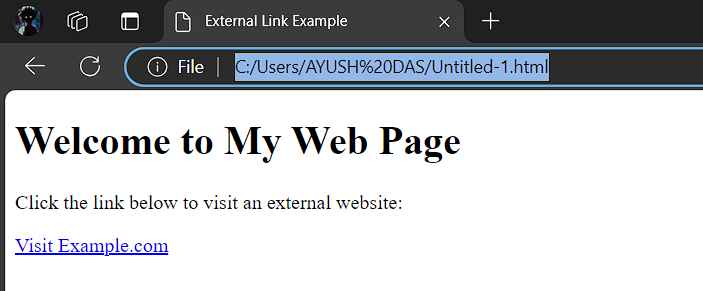 External Link Example
File C:/Users/AYUSH%20DAS/Untitled-1.html
Welcome to My Web Page
Click the link below to visit an external website:
Visit Example.com